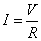 I = V/R